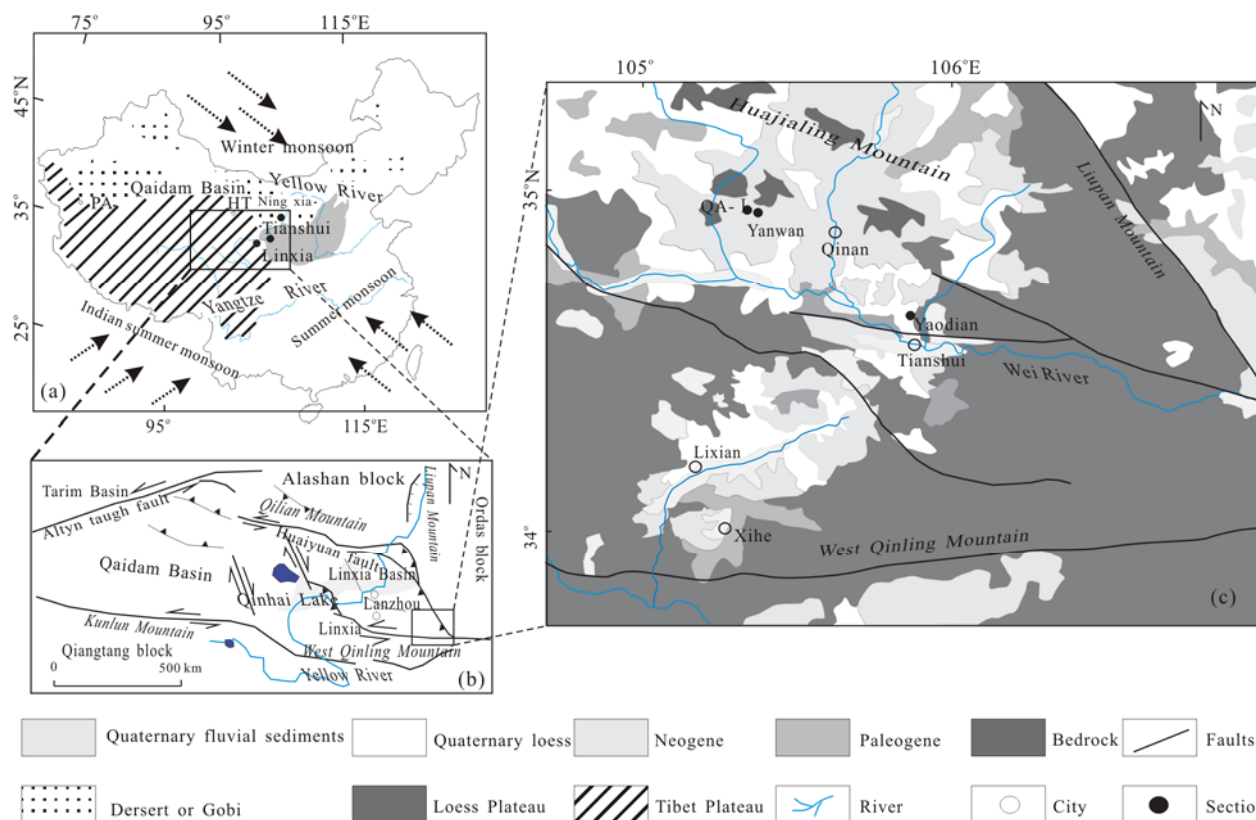 75°
95°
115°E
45°N
35°
25°
Winter monsoon
Yellow River
Qaidam Basin
HT
Ning xia
PA
Tianshui
Linxia
Yangtze River
Summer monsoon
Indian summer monsoon
(a)
95°
115°E
Tarim Basin
Altyn taugh fault
Alashan block
Qilian Mountain
Huaiyuan fault
Liupan Mountain
N
Ordas block
Qaidam Basin
Linxia Basin
Qinhai Lake
Lanzhou
Linxia
Kunlun Mountain
Qiangtang block
West Qinling Mountain
Yellow River
0
500 km
(b)
105°
106°E
35°N
34°
N
Huajialing Mountain
Liupan Mountain
QA- I
Yanwan
Qinan
Yaodian
Tianshui
Wei River
Lixian
Xihe
West Qinling Mountain
(c)
Quaternary fluvial sediments
Quaternary loess
Neogene
Paleogene
Bedrock
Faults
Dersert or Gobi
Loess Plateau
Tibet Plateau
River
City
Sectio